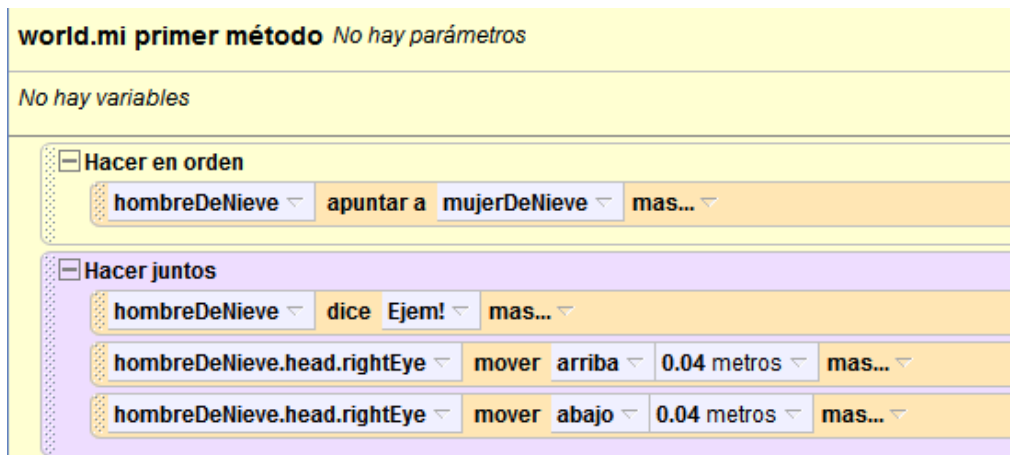 world.mi primer método No hay parámetros
No hay variables
Hacer en orden
hombreDeNieve apuntar a mujerDeNieve mas...
Hacer juntos
hombreDeNieve dice Ejem! mas...
hombreDeNieve.head.rightEye mover arriba 0.04 metros mas...
hombreDeNieve.head.rightEye mover abajo 0.04 metros mas...